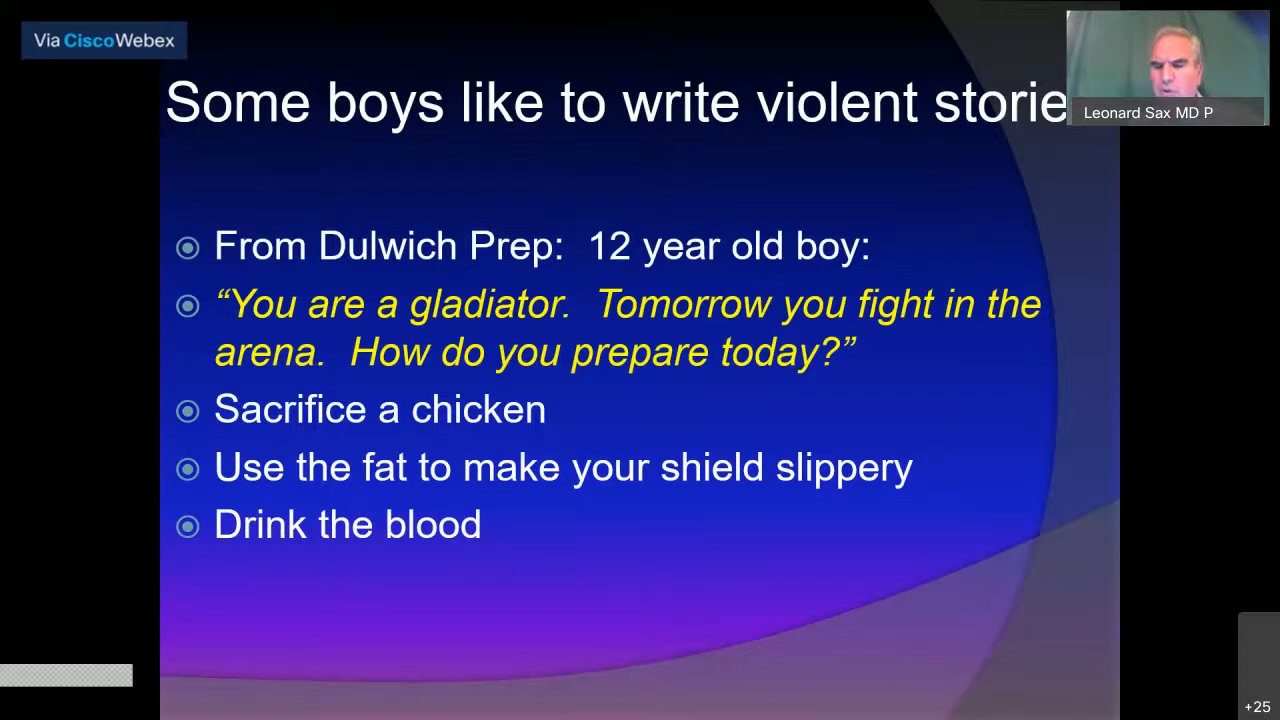 Via CiscoWebex
Leonard Sax MD P
Some boys like to write violent storie
From Dulwich Prep: 12 year old boy:
“You are a gladiator. Tomorrow you fight in the
arena. How do you prepare today?”
Sacrifice a chicken
Use the fat to make your shield slippery
Drink the blood
+25